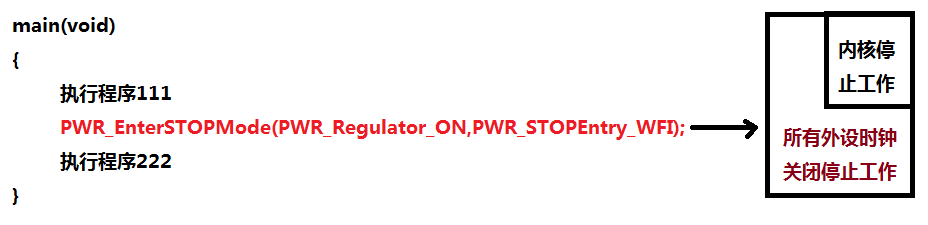 main(void)
{
执行程序111
PWR_EnterSTOPMode(PWR_Regulator_ON,PWR_STOPEntry_WFI);
执行程序222
}
内核停
止工作
所有外设时钟
关闭停止工作